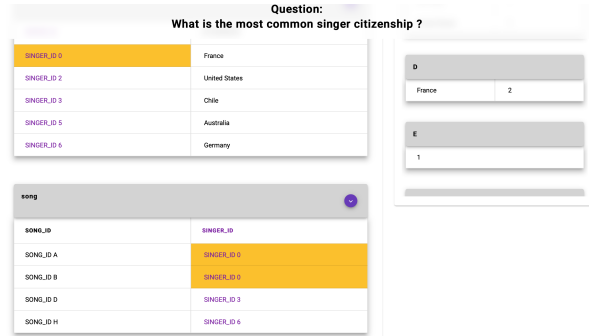 Question:
What is the most common singer citizenship ?
SINGER_ID 0 France
SINGER_ID 2 United States
SINGER_ID 3 Chile
SINGER_ID 5 Australia
SINGER_ID 6 Germany
song
SONG_ID SINGER_ID
SONG_ID A SINGER_ID 0
SONG_ID B SINGER_ID 0
SONG_ID D SINGER_ID 3
SONG_ID H SINGER_ID 6
D
France 2
E
1